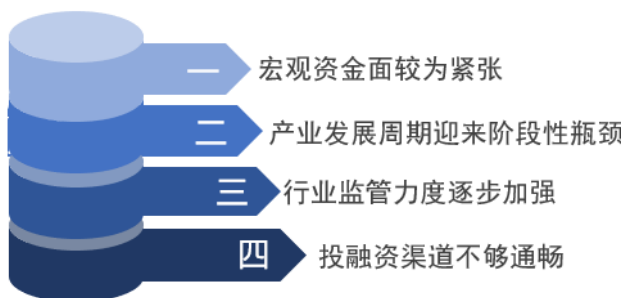 一 宏观资金面较为紧张
二 产业发展周期迎来阶段性瓶颈
三 行业监管力度逐步加强
四 投融资渠道不够通畅